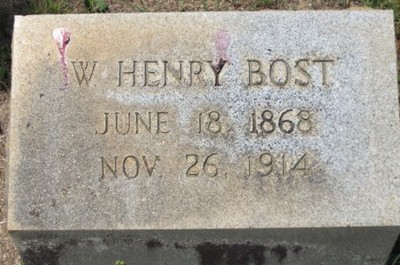 W HENRY BOST
JUNE 18, 1868
NOV. 26, 1914